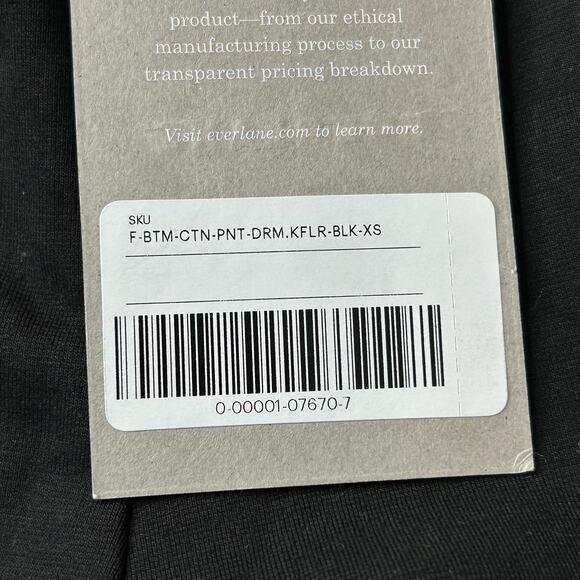 product—from our ethical
manufacturing process to our
transparent pricing breakdown.
Visit everlane.com to learn more.
SKU
F-BTM-CTN-PNT-DRM.KFLR-BLK-XS
0-00001-07670-7